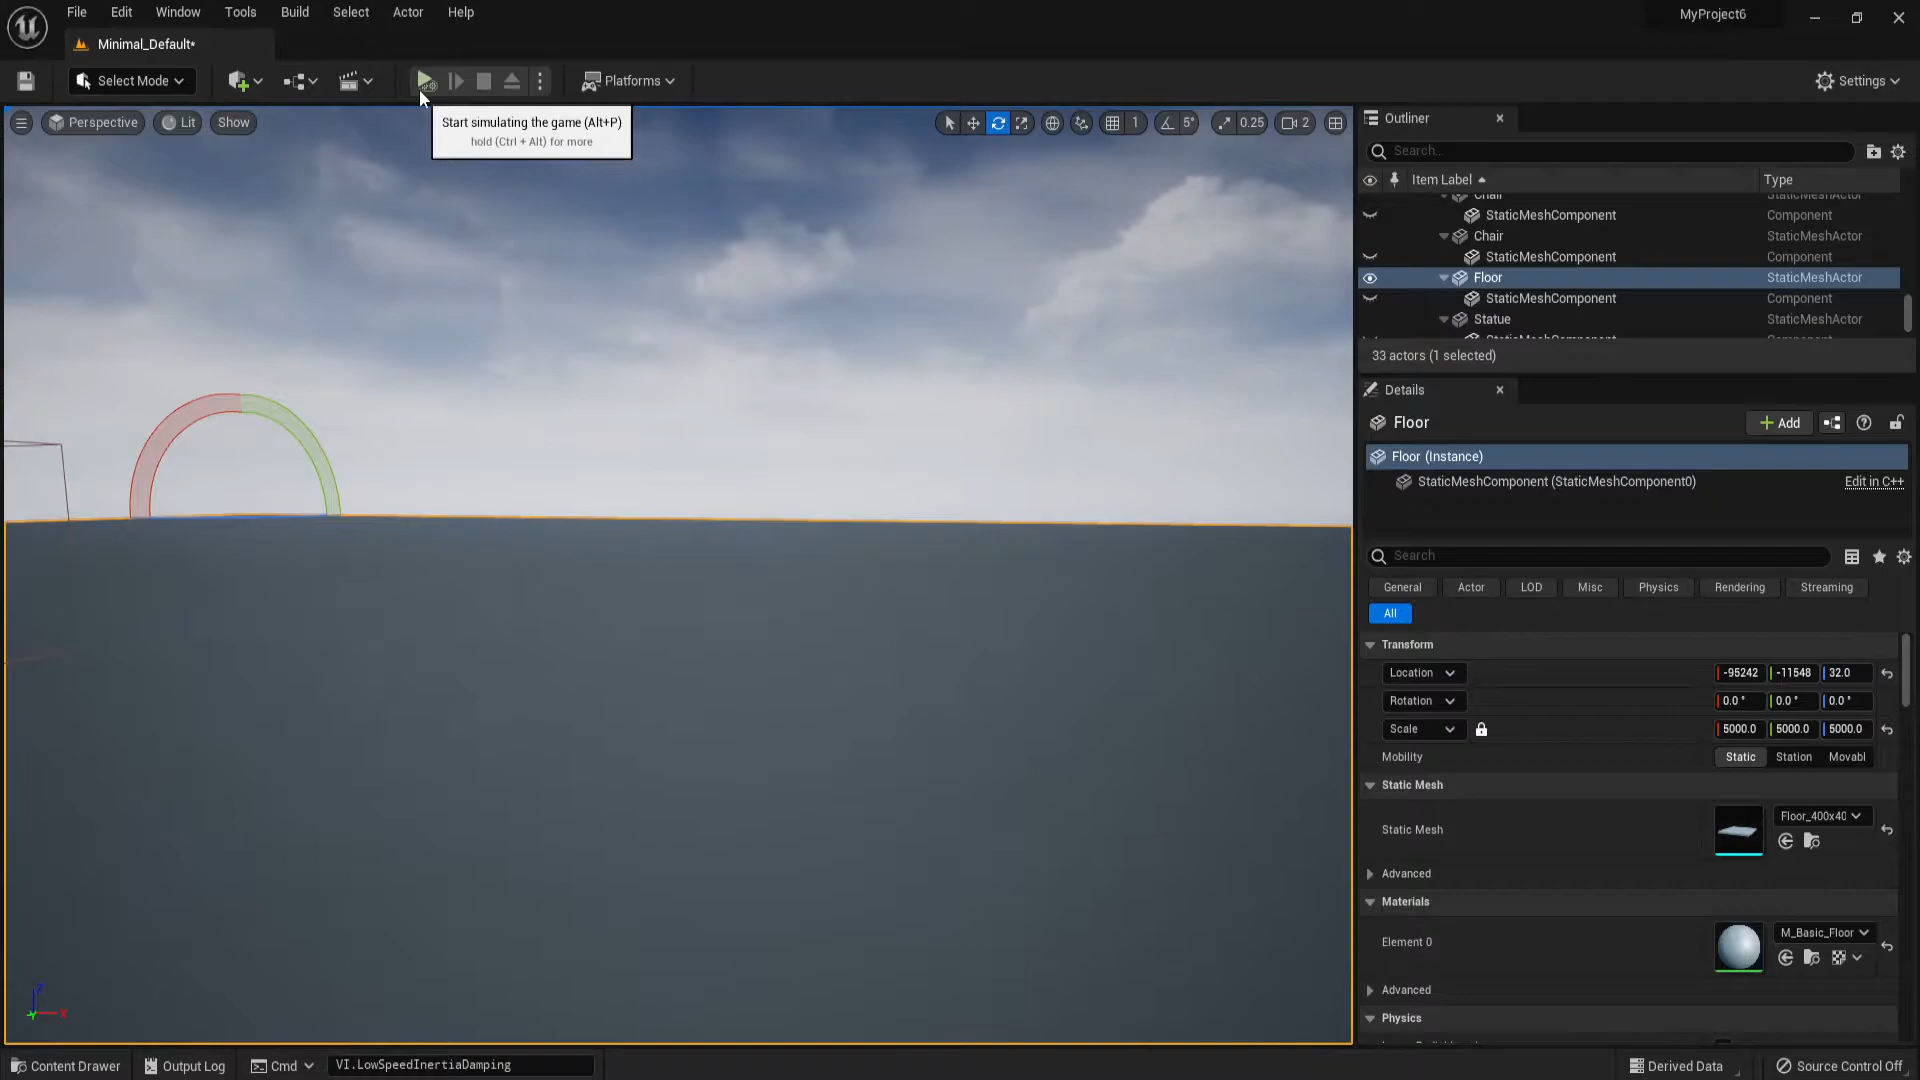 File Edit Window Tools Build Select Actor Help
MyProject6
Minimal_Default*
Select Mode
Platforms
Settings
Perspective Lit Show
Start simulating the game (Alt+P)
hold (Ctrl + Alt) for more
1 5° 0.25 2
Outliner
Search...
Item Label Type
Chair StaticMeshActor
StaticMeshComponent Component
Chair StaticMeshActor
StaticMeshComponent Component
Floor StaticMeshActor
StaticMeshComponent Component
Statue StaticMeshActor
StaticMeshComponent Component
33 actors (1 selected)
Details
Floor
Add
Floor (Instance)
StaticMeshComponent (StaticMeshComponent0) Edit in C++
Search
General Actor LOD Misc Physics Rendering Streaming
All
Transform
Location -95242 -11548 32.0
Rotation 0.0 ° 0.0 ° 0.0 °
Scale 5000.0 5000.0 5000.0
Mobility Static Station Movabl
Static Mesh
Static Mesh Floor_400x40
Advanced
Materials
Element 0 M_Basic_Floor
Advanced
Physics
Z
Y X
Content Drawer Output Log Cmd VI.LowSpeedInertiaDamping
Derived Data Source Control Off